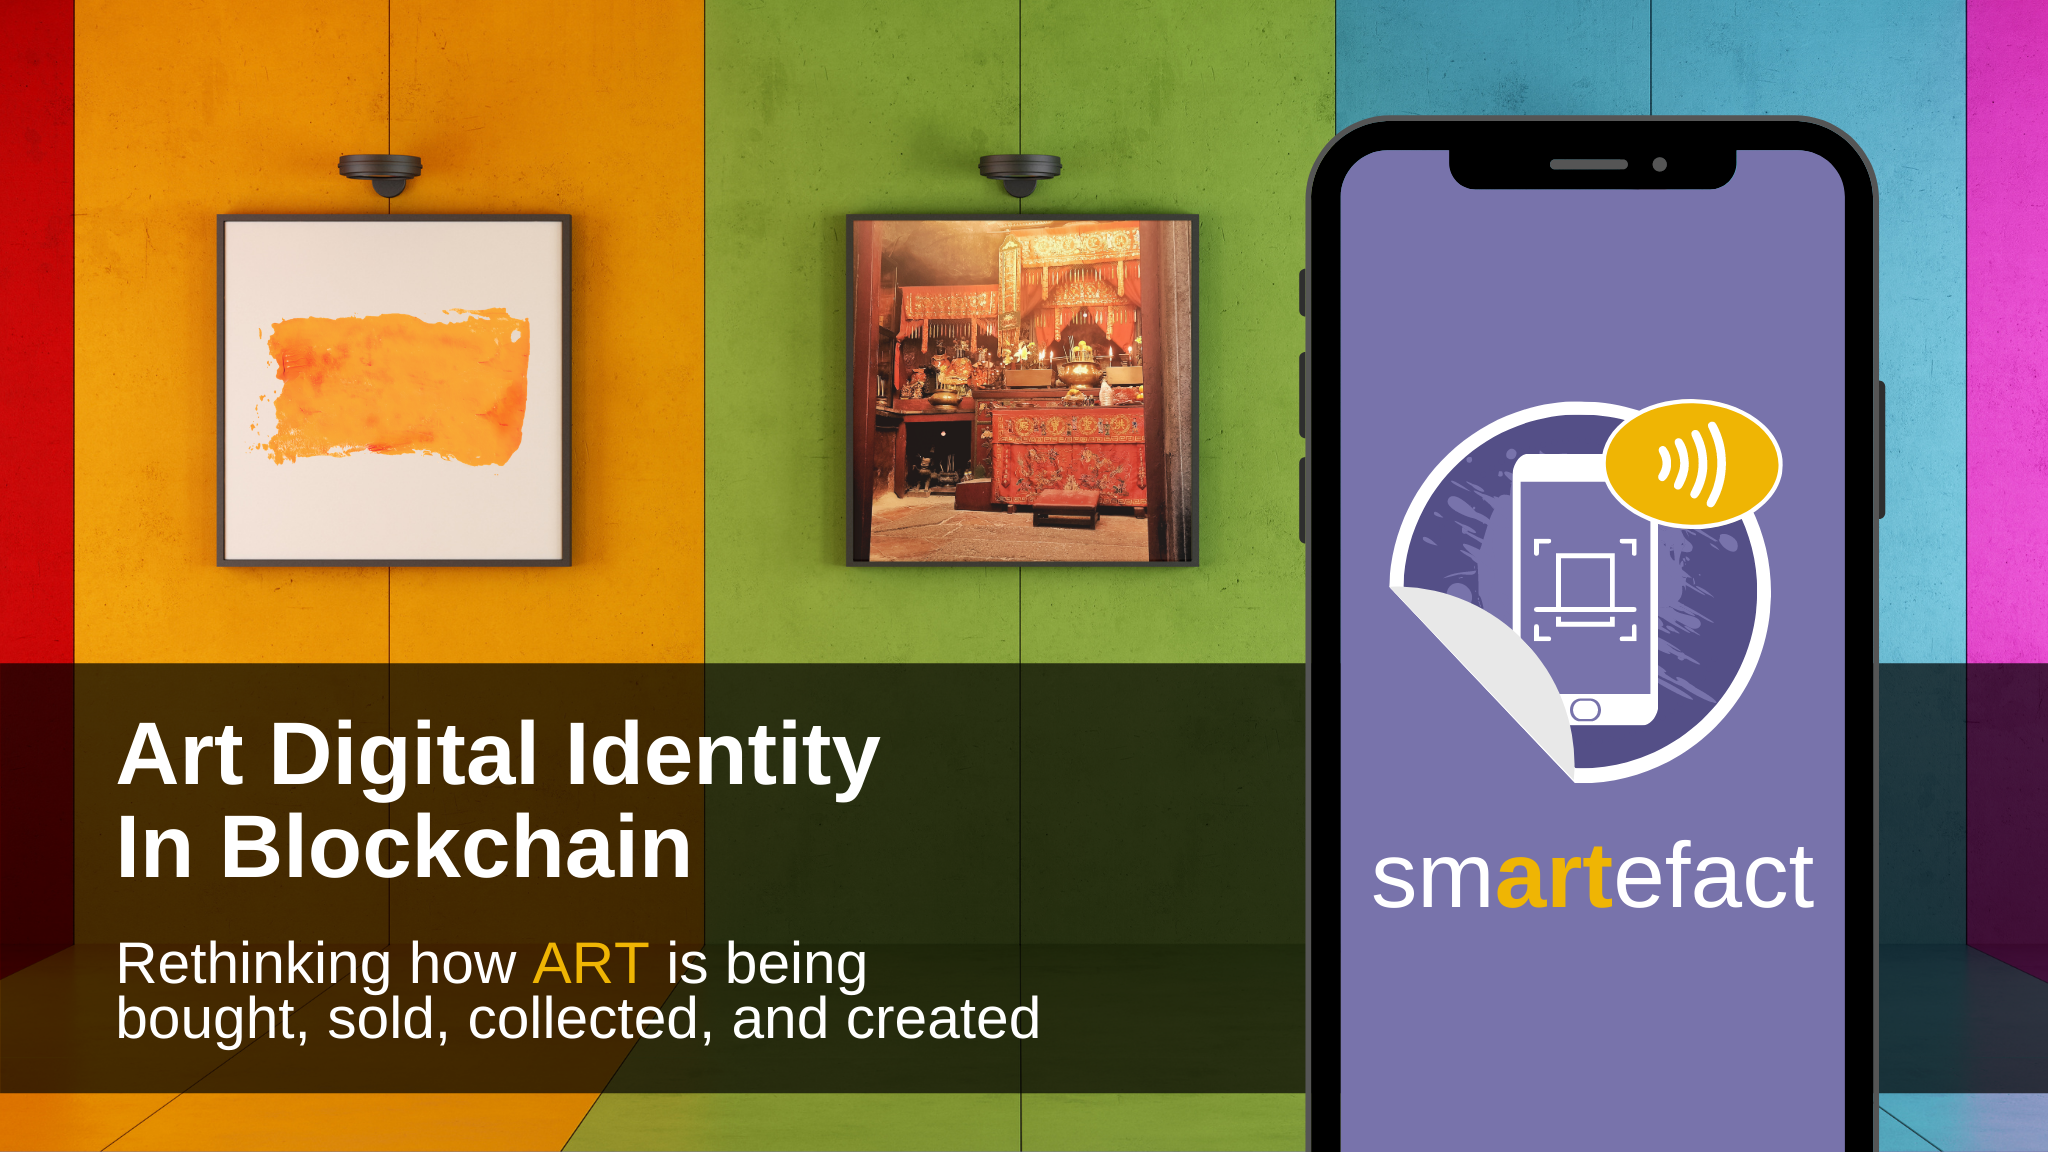 Art Digital Identity
In Blockchain
Rethinking how ART is being
bought, sold, collected, and created
smartefact